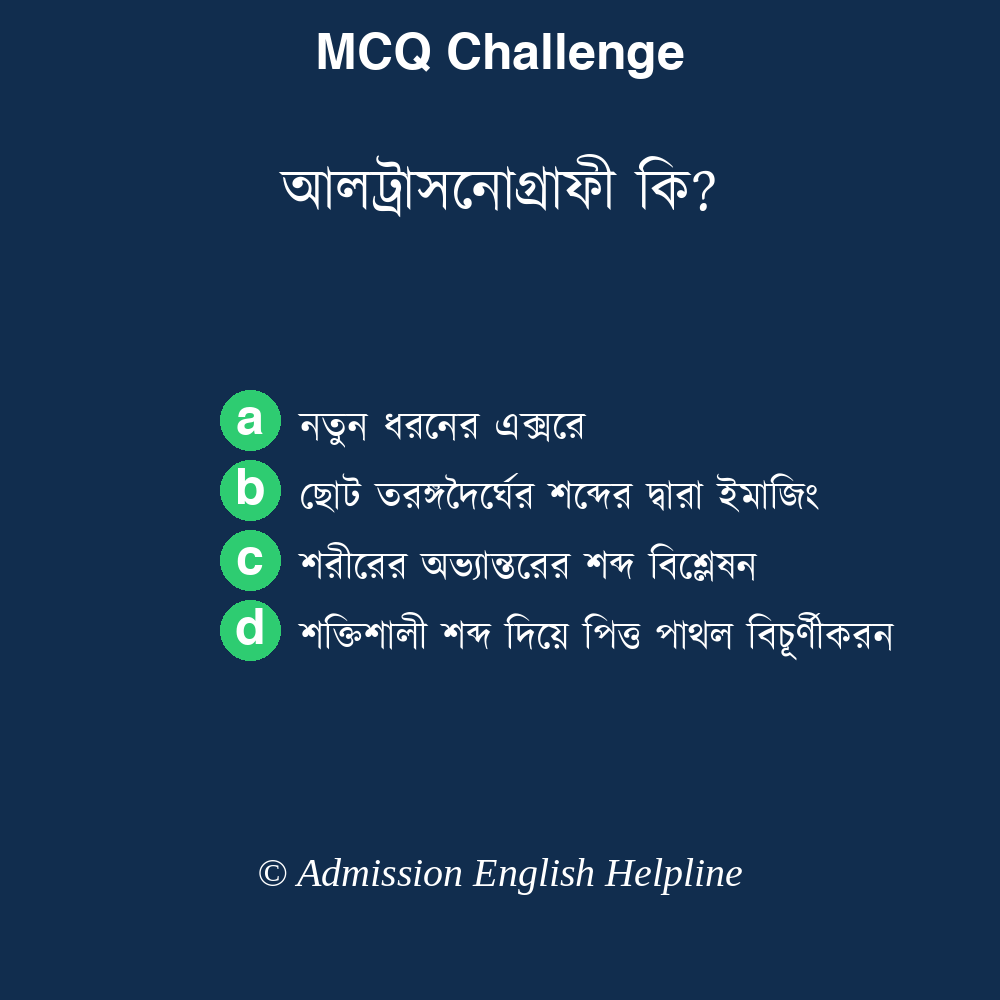 MCQ Challenge
আলট্রাসনোগ্রাফী কি?
a নতুন ধরনের এক্সরে
b ছোট তরঙ্গদৈর্ঘের শব্দের দ্বারা ইমাজিং
c শরীরের অভ্যান্তরের শব্দ বিশ্লেষন
d শক্তিশালী শব্দ দিয়ে পিত্ত পাথল বিচূর্ণীকরন
© Admission English Helpline